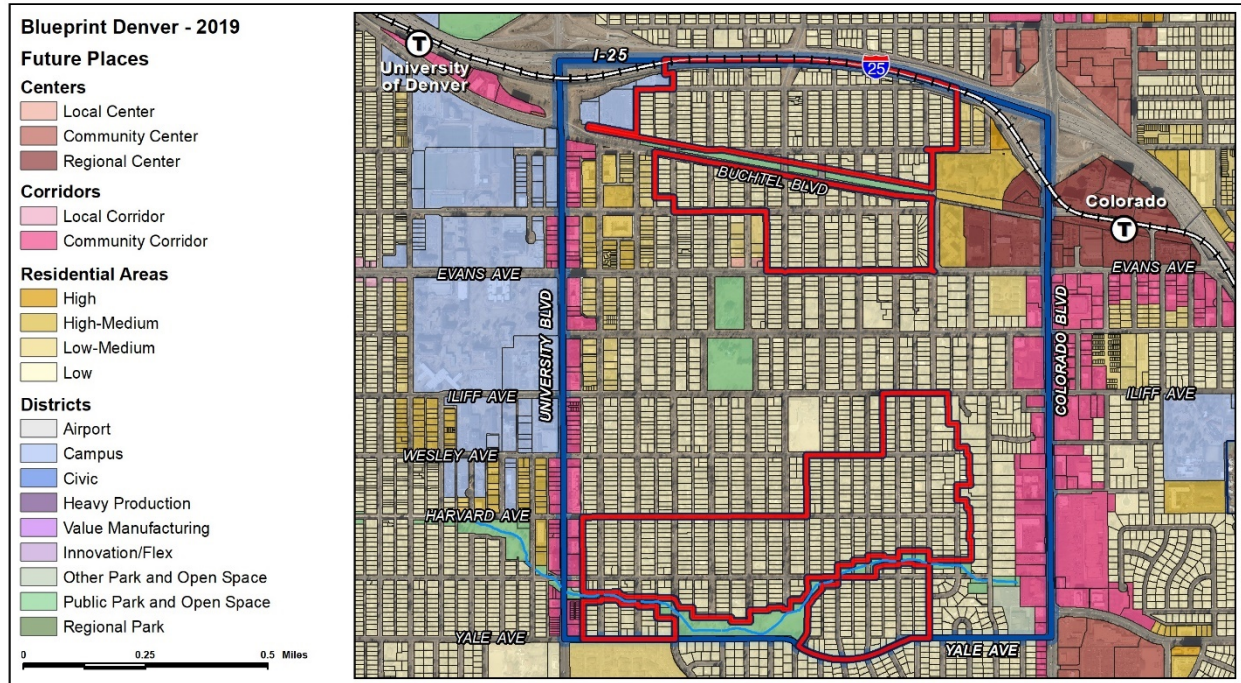 Blueprint Denver - 2019
Future Places
Centers
Local Center
Community Center
Regional Center
Corridors
Local Corridor
Community Corridor
Residential Areas
High
High-Medium
Low-Medium
Low
Districts
Airport
Campus
Civic
Heavy Production
Value Manufacturing
Innovation/Flex
Other Park and Open Space
Public Park and Open Space
Regional Park
0 0.25 0.5 Miles
I-25
T
University
of Denver
25
BUCHTEL BLVD
Colorado
T
EVANS AVE
EVANS AVE
UNIVERSITY BLVD
COLORADO BLVD
ILIFF AVE
ILIFF AVE
WESLEY AVE
HARVARD AVE
YALE AVE
YALE AVE